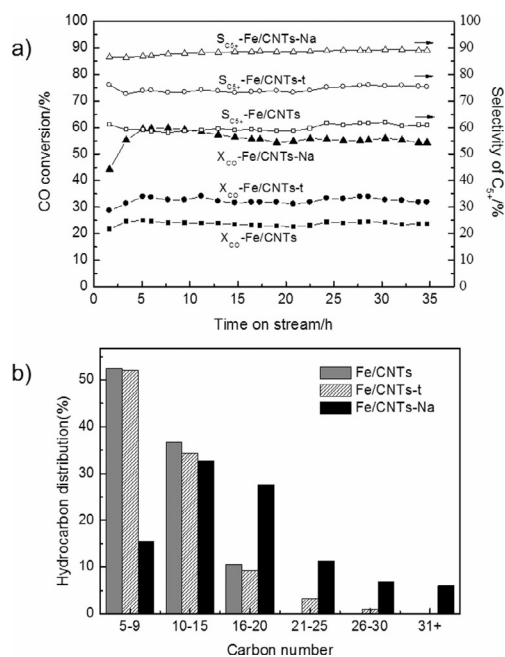 a)
S_C5+-Fe/CNTs-Na
S_C5+-Fe/CNTs-t
S_C5+-Fe/CNTs
X_CO-Fe/CNTs-Na
X_CO-Fe/CNTs-t
X_CO-Fe/CNTs
CO conversion/%
100
90
80
70
60
50
40
30
20
10
0
Selectivity of C5+/%
100
90
80
70
60
50
40
30
20
10
0
0 5 10 15 20 25 30 35
Time on stream/h
b)
Fe/CNTs
Fe/CNTs-t
Fe/CNTs-Na
Hydrocarbon distribution(%)
50
40
30
20
10
0
5-9 10-15 16-20 21-25 26-30 31+
Carbon number